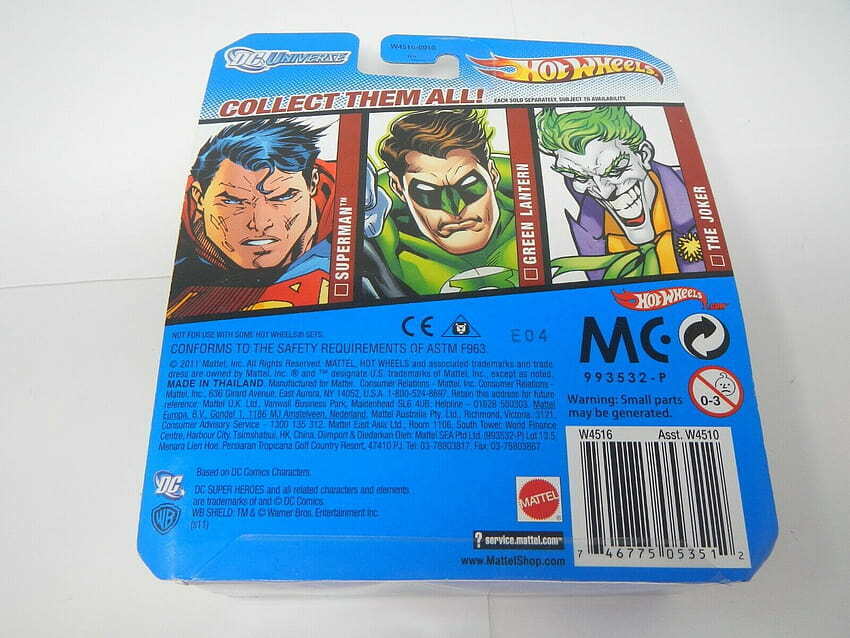 DC UNIVERSE
W4516-0910
HOT WHEELS
COLLECT THEM ALL!
EACH SOLD SEPARATELY, SUBJECT TO AVAILABILITY.
SUPERMAN™
GREEN LANTERN
THE JOKER
HOT WHEELS.com™
NOT FOR USE WITH SOME HOT WHEELS® SETS.
CE
E04
MC
993532-P
CONFORMS TO THE SAFETY REQUIREMENTS OF ASTM F963.
© 2011 Mattel, Inc. All Rights Reserved. MATTEL, HOT WHEELS and associated trademarks and trade
dress are owned by Mattel, Inc. ® and ™ designate U.S. trademarks of Mattel, Inc. except as noted.
MADE IN THAILAND. Manufactured for Mattel. Consumer Relations - Mattel, Inc. Consumer Relations -
Mattel, Inc., 636 Girard Avenue, East Aurora, NY 14052, U.S.A. 1-800-524-8697. Retain this address for future
reference: Mattel U.K. Ltd., Vanwall Business Park, Maidenhead SL6 4UB. Helpline - 01628 500303. Mattel
Europa, B.V., Gondel 1, 1186 MJ Amstelveen, Nederland. Mattel Australia Pty. Ltd., Richmond, Victoria. 3121.
Consumer Advisory Service - 1300 135 312. Mattel East Asia Ltd., Room 1106, South Tower, World Finance
Centre, Harbour City, Tsimshatsui, HK, China. Diimport & Diedarkan Oleh: Mattel SEA Ptd Ltd. (993532-P) Lot 13.5,
Menara Lien Hoe, Persiaran Tropicana Golf Country Resort, 47410 PJ. Tel: 03-78803817, Fax: 03-78803867
0-3
Warning: Small parts
may be generated.
W4516 Asst. W4510
7 46775 05351 2
Based on DC Comics Characters.
DC
DC SUPER HEROES and all related characters and elements
are trademarks of and © DC Comics.
WB
WB SHIELD: TM & © Warner Bros. Entertainment Inc.
(s11)
MATTEL
? service.mattel.com™
www.MattelShop.com